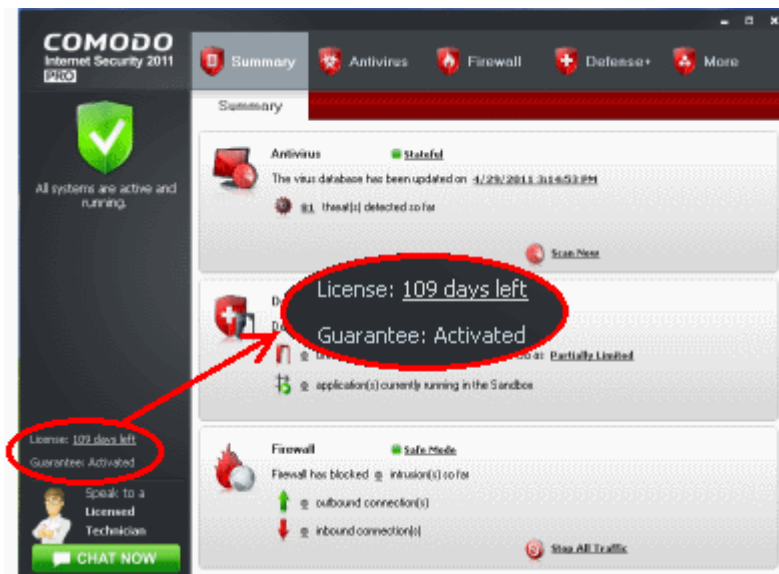 COMODO
Internet Security 2011
PRO
Summary
Antivirus
Firewall
Defense+
More
Summary
All systems are active and
running.
Antivirus
Stateful
The virus database has been updated on 4/29/2011 3:14:53 PM
81 threat(s) detected so far
Scan Now
License: 109 days left
Guarantee: Activated
Partially Limited
0 application(s) currently running in the Sandbox
Firewall
Safe Mode
Firewall has blocked 0 intrusion(s) so far
0 outbound connection(s)
0 inbound connection(s)
Stop All Traffic
License: 109 days left
Guarantee: Activated
Speak to a
Licensed
Technician
CHAT NOW